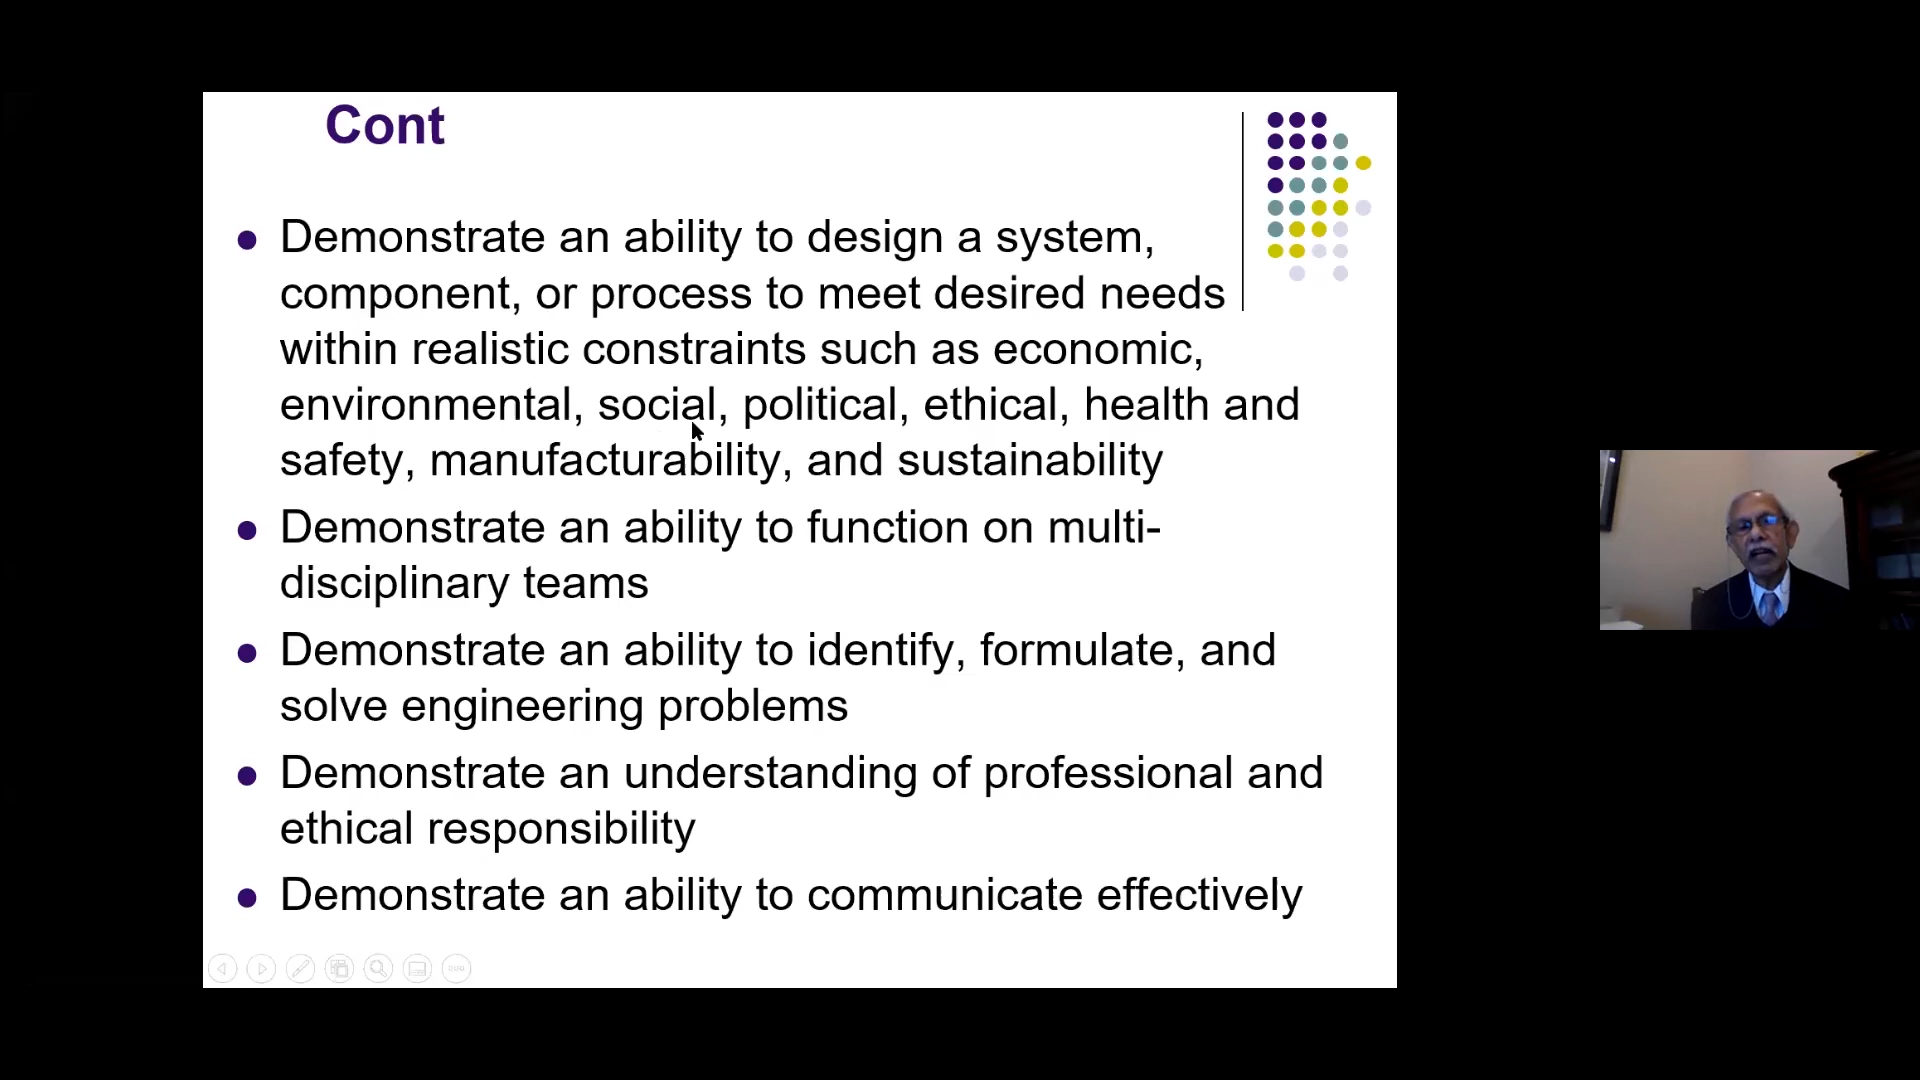 Cont
Demonstrate an ability to design a system,
component, or process to meet desired needs
within realistic constraints such as economic,
environmental, social, political, ethical, health and
safety, manufacturability, and sustainability
Demonstrate an ability to function on multi-
disciplinary teams
Demonstrate an ability to identify, formulate, and
solve engineering problems
Demonstrate an understanding of professional and
ethical responsibility
Demonstrate an ability to communicate effectively